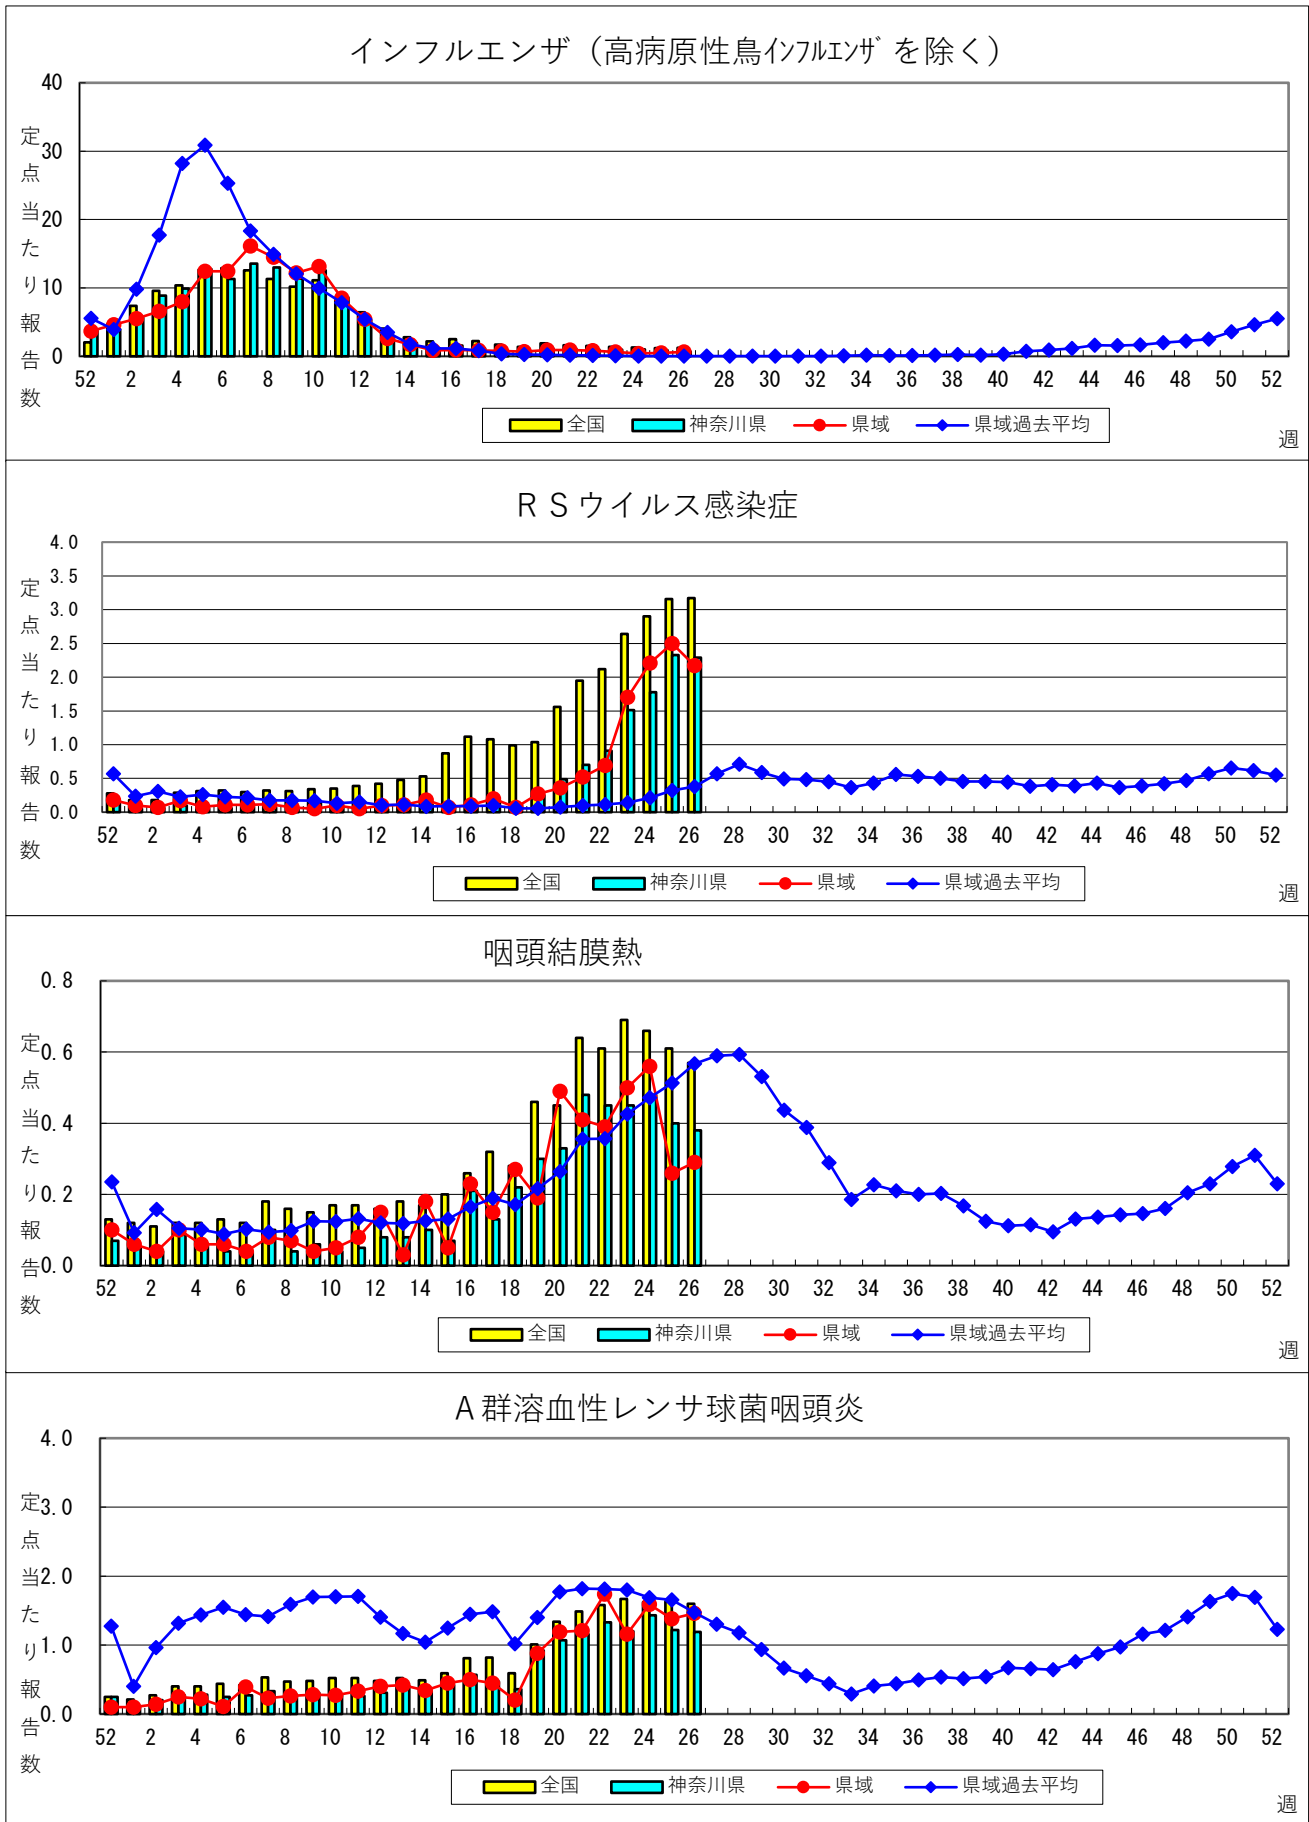 インフルエンザ（高病原性鳥ｲﾝﾌﾙｴﾝｻﾞを除く）
定点当たり報告数
40
30
20
10
0
52 2 4 6 8 10 12 14 16 18 20 22 24 26 28 30 32 34 36 38 40 42 44 46 48 50 52
全国 神奈川県 県域 県域過去平均
週
ＲＳウイルス感染症
定点当たり報告数
4.0
3.5
3.0
2.5
2.0
1.5
1.0
0.5
0.0
52 2 4 6 8 10 12 14 16 18 20 22 24 26 28 30 32 34 36 38 40 42 44 46 48 50 52
全国 神奈川県 県域 県域過去平均
週
咽頭結膜熱
定点当たり報告数
0.8
0.6
0.4
0.2
0.0
52 2 4 6 8 10 12 14 16 18 20 22 24 26 28 30 32 34 36 38 40 42 44 46 48 50 52
全国 神奈川県 県域 県域過去平均
週
Ａ群溶血性レンサ球菌咽頭炎
定点当たり報告数
4.0
3.0
2.0
1.0
0.0
52 2 4 6 8 10 12 14 16 18 20 22 24 26 28 30 32 34 36 38 40 42 44 46 48 50 52
全国 神奈川県 県域 県域過去平均
週